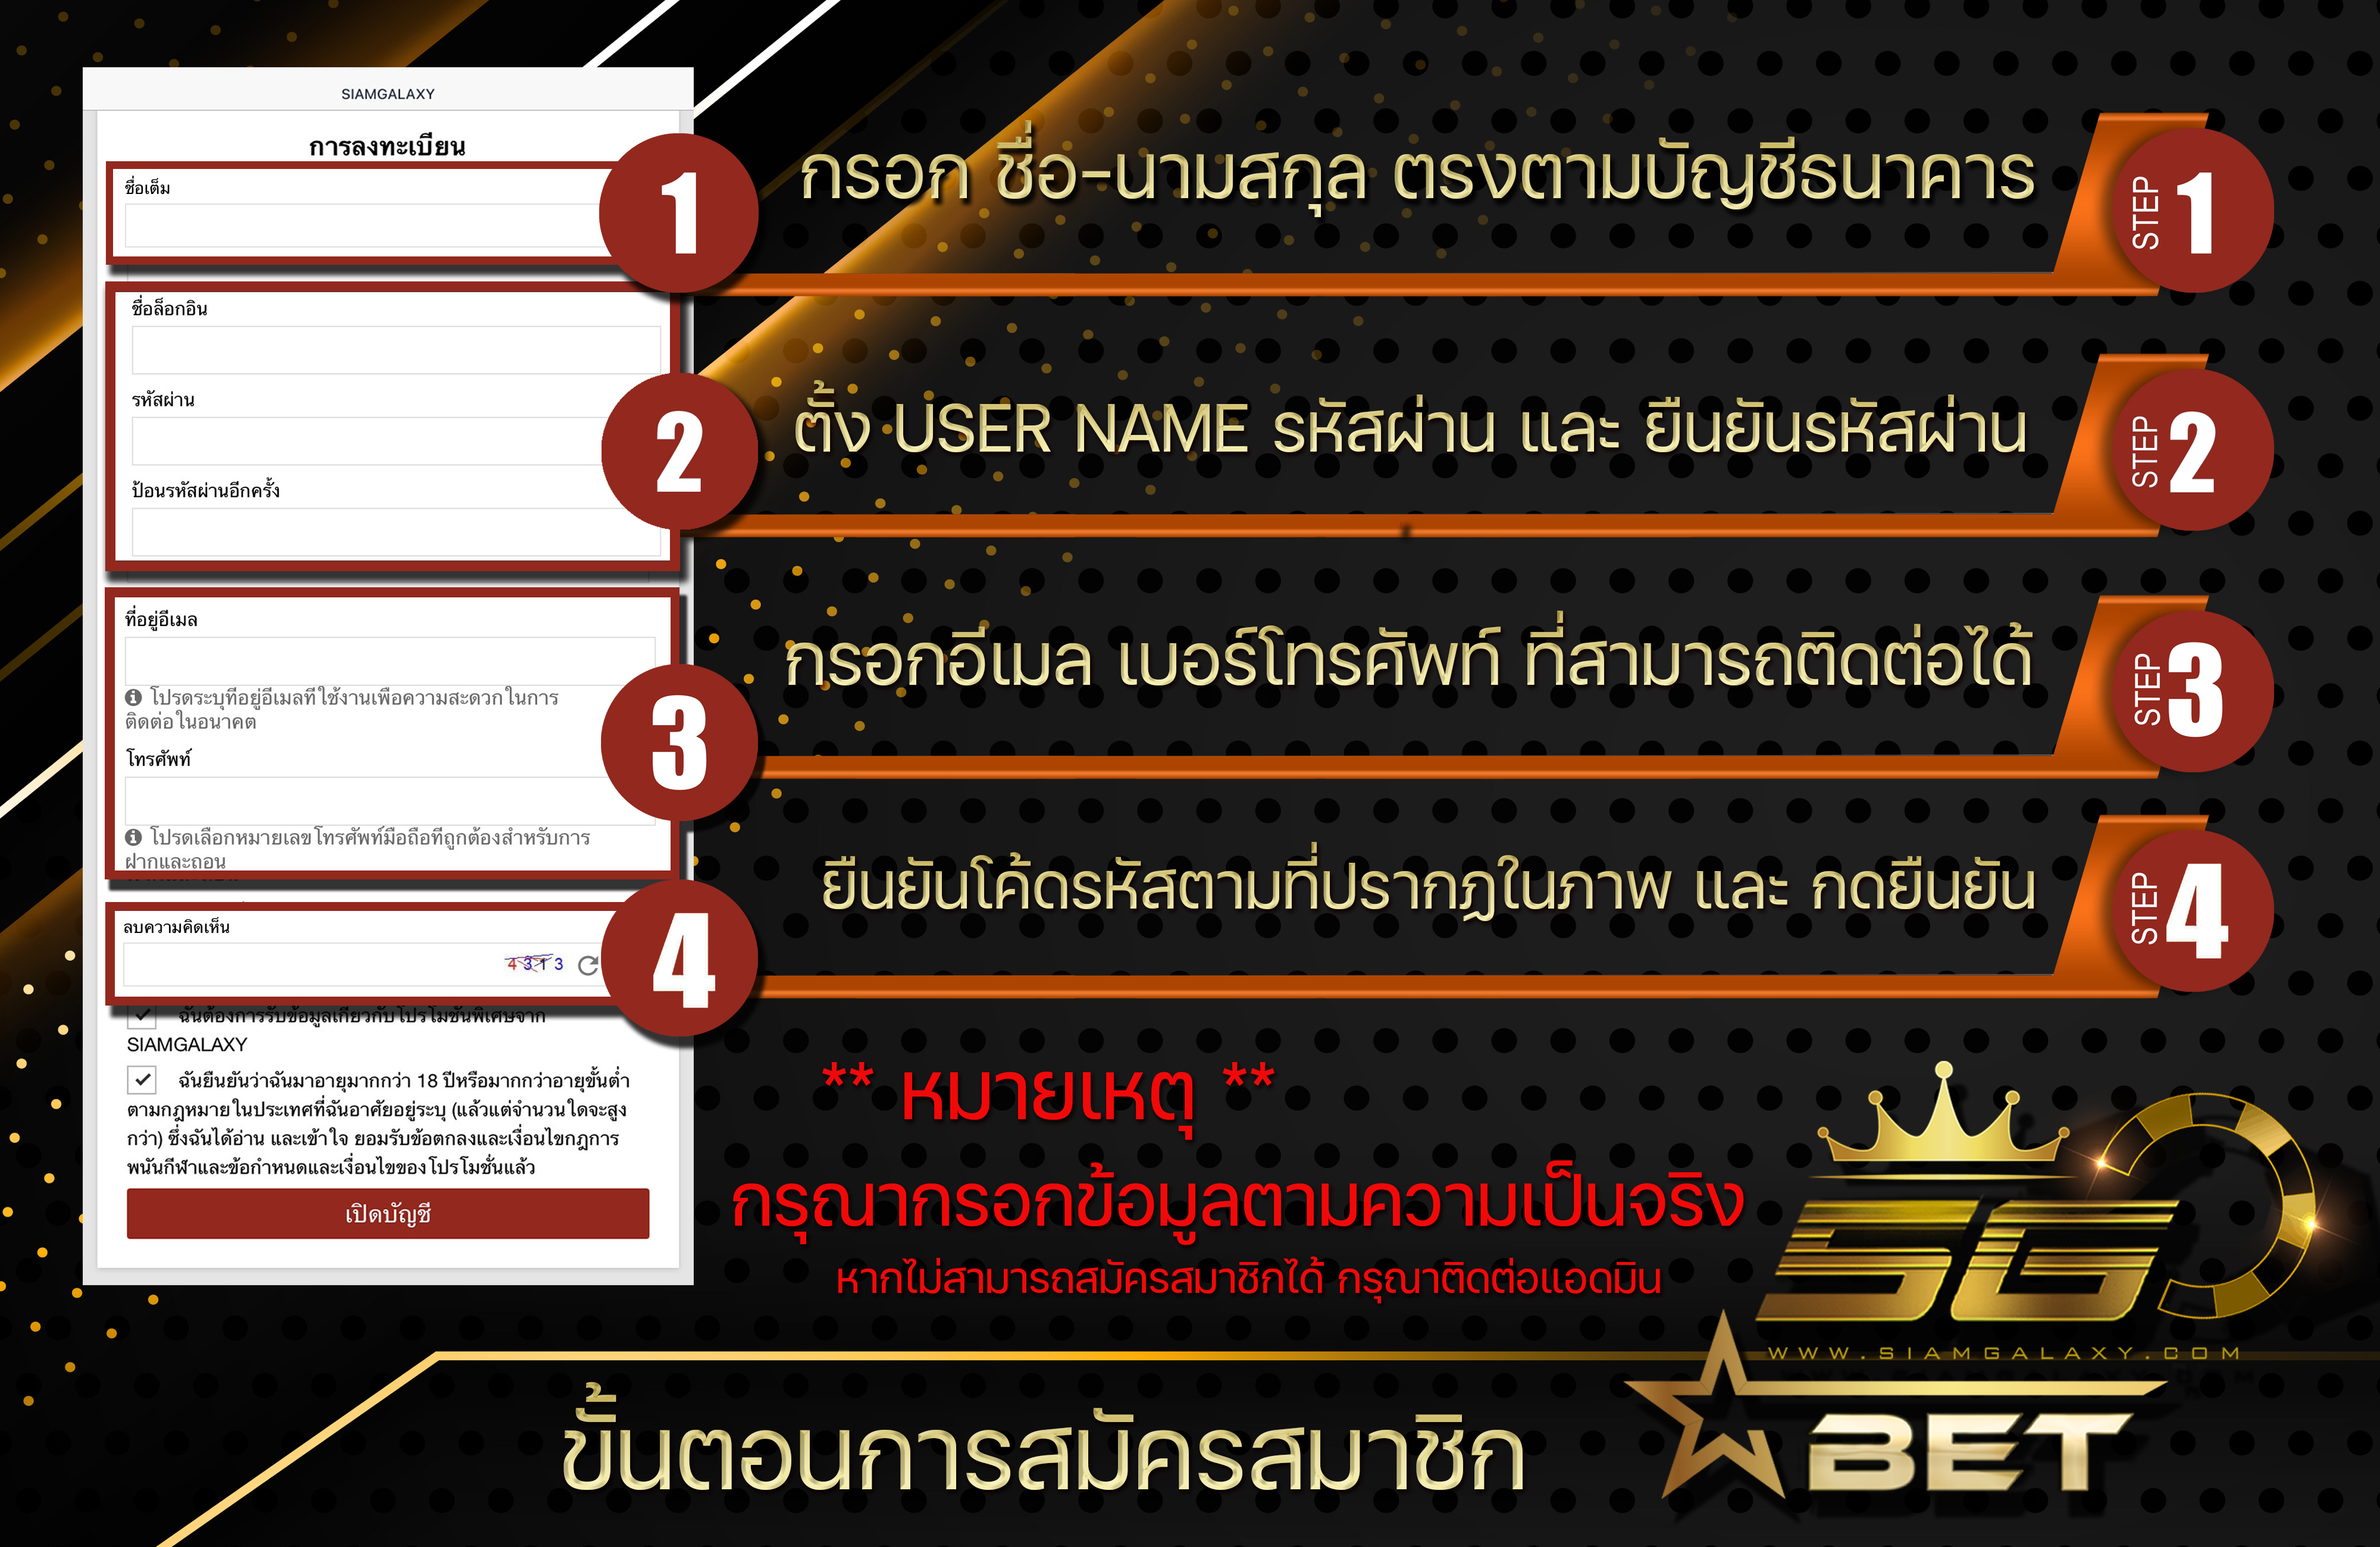 SIAMGALAXY
การลงทะเบียน
ชื่อเต็ม
1
ชื่อล็อกอิน
รหัสผ่าน
ป้อนรหัสผ่านอีกครั้ง
2
ที่อยู่อีเมล
โปรดระบุที่อยู่อีเมลที่ใช้งานเพื่อความสะดวกในการ
ติดต่อในอนาคต
โทรศัพท์
โปรดเลือกหมายเลขโทรศัพท์มือถือที่ถูกต้องสำหรับการ
ฝากและถอน
3
ลบความคิดเห็น
4313
4
ฉันต้องการรับข้อมูลเกี่ยวกับโปรโมชั่นพิเศษจาก
SIAMGALAXY
ฉันยืนยันว่าฉันมาอายุมากกว่า 18 ปีหรือมากกว่าอายุขั้นต่ำ
ตามกฎหมายในประเทศที่ฉันอาศัยอยู่ระบุ (แล้วแต่จำนวนใดจะสูง
กว่า) ซึ่งฉันได้อ่าน และเข้าใจ ยอมรับข้อตกลงและเงื่อนไขกฎการ
พนันกีฬาและข้อกำหนดและเงื่อนไขของโปรโมชั่นแล้ว
เปิดบัญชี
กรอก ชื่อ-นามสกุล ตรงตามบัญชีธนาคาร
STEP 1
ตั้ง USER NAME รหัสผ่าน และ ยืนยันรหัสผ่าน
STEP 2
กรอกอีเมล เบอร์โทรศัพท์ ที่สามารถติดต่อได้
STEP 3
ยืนยันโค้ดรหัสตามที่ปรากฏในภาพ และ กดยืนยัน
STEP 4
** หมายเหตุ **
กรุณากรอกข้อมูลตามความเป็นจริง
หากไม่สามารถสมัครสมาชิกได้ กรุณาติดต่อแอดมิน
SG
WWW.SIAMGALAXY.COM
BET
ขั้นตอนการสมัครสมาชิก